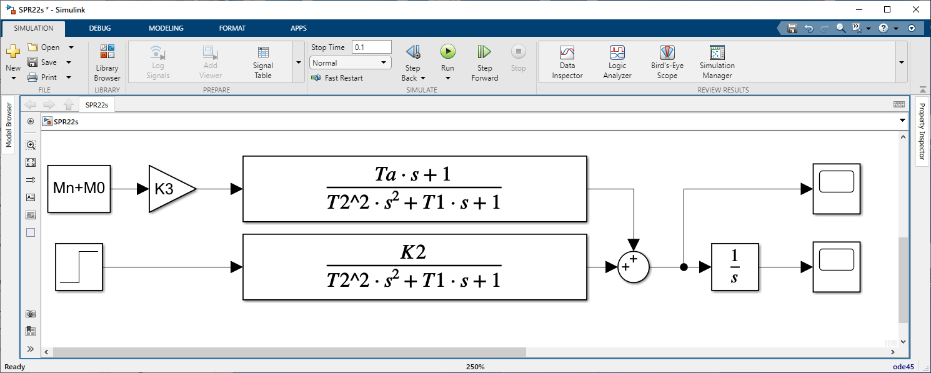 SPR22s * - Simulink
SIMULATION DEBUG MODELING FORMAT APPS
New
Open
Save
Print
FILE
Library
Browser
LIBRARY
Log
Signals
Add
Viewer
Signal
Table
PREPARE
Stop Time 0.1
Normal
Fast Restart
Step
Back
Run
Step
Forward
Stop
SIMULATE
Data
Inspector
Logic
Analyzer
Bird's-Eye
Scope
Simulation
Manager
REVIEW RESULTS
Model Browser
SPR22s
SPR22s
Property Inspector
Mn+M0
K3
Ta · s + 1
T2^2 · s² + T1 · s + 1
K2
T2^2 · s² + T1 · s + 1
+ +
1
s
Ready 250% ode45